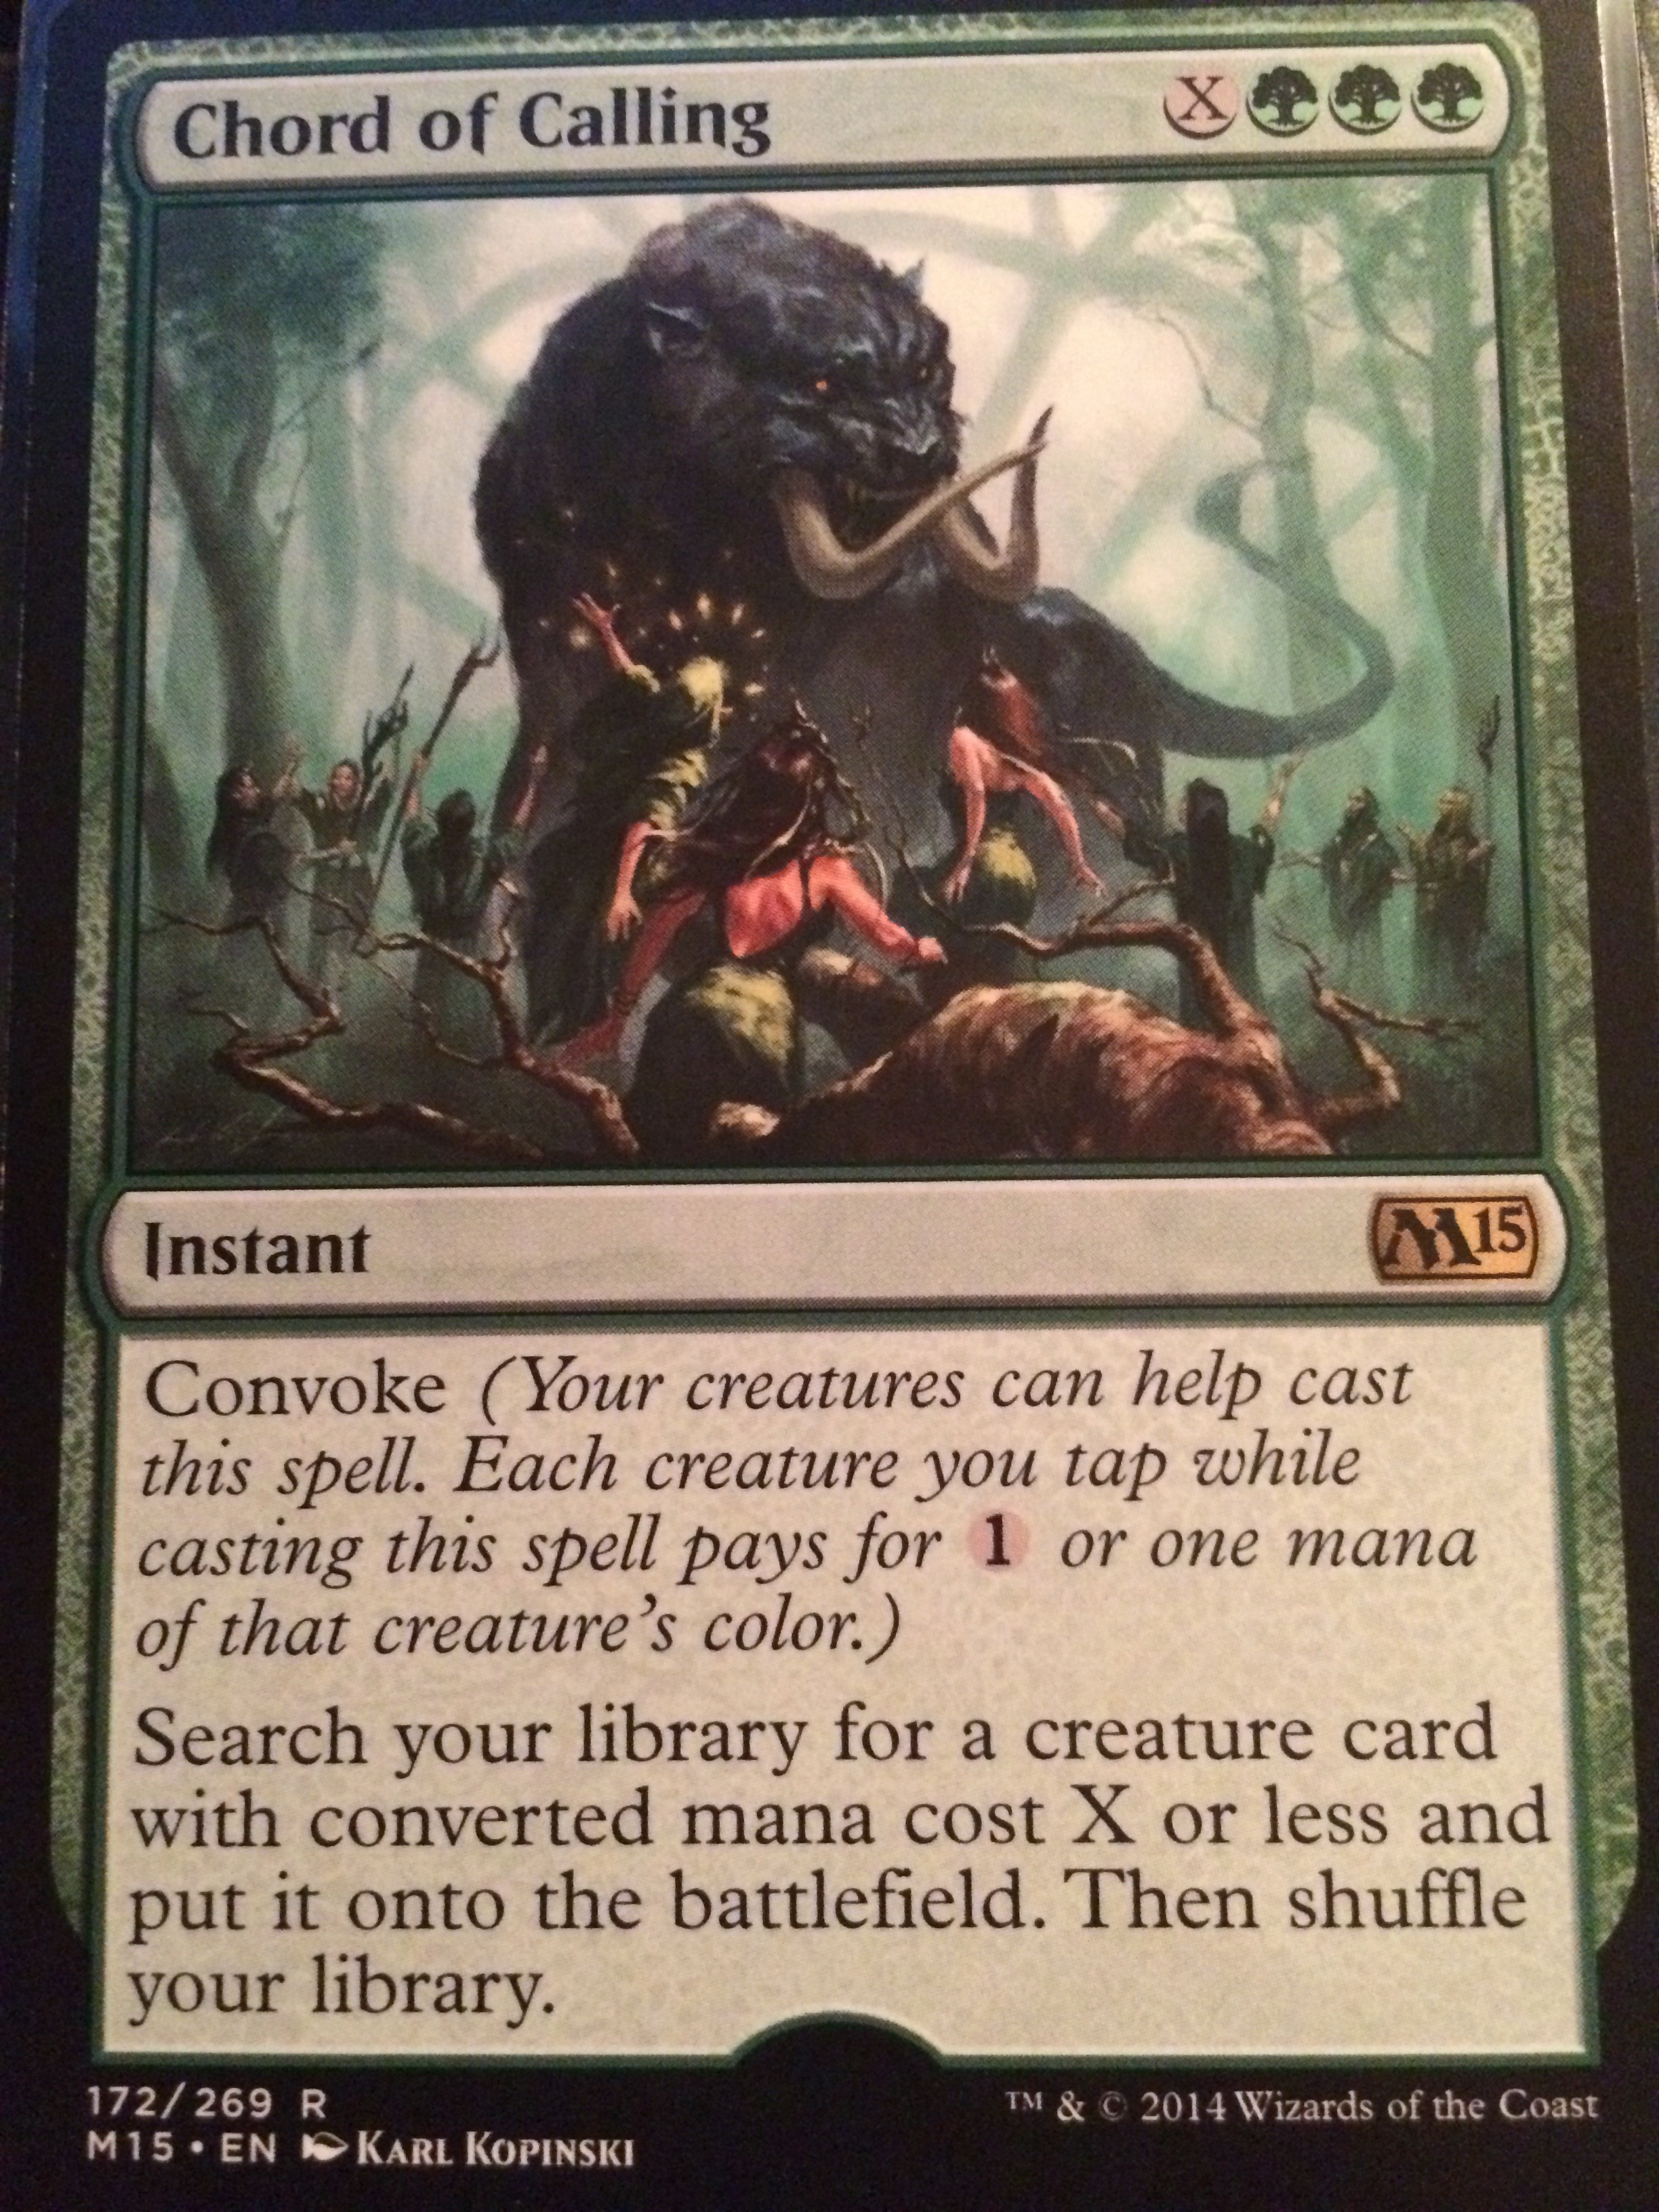 Chord of Calling X
Instant M15
Convoke (Your creatures can help cast
this spell. Each creature you tap while
casting this spell pays for 1 or one mana
of that creature's color.)
Search your library for a creature card
with converted mana cost X or less and
put it onto the battlefield. Then shuffle
your library.
172/269 R
™ & © 2014 Wizards of the Coast
M15 • EN KARL KOPINSKI